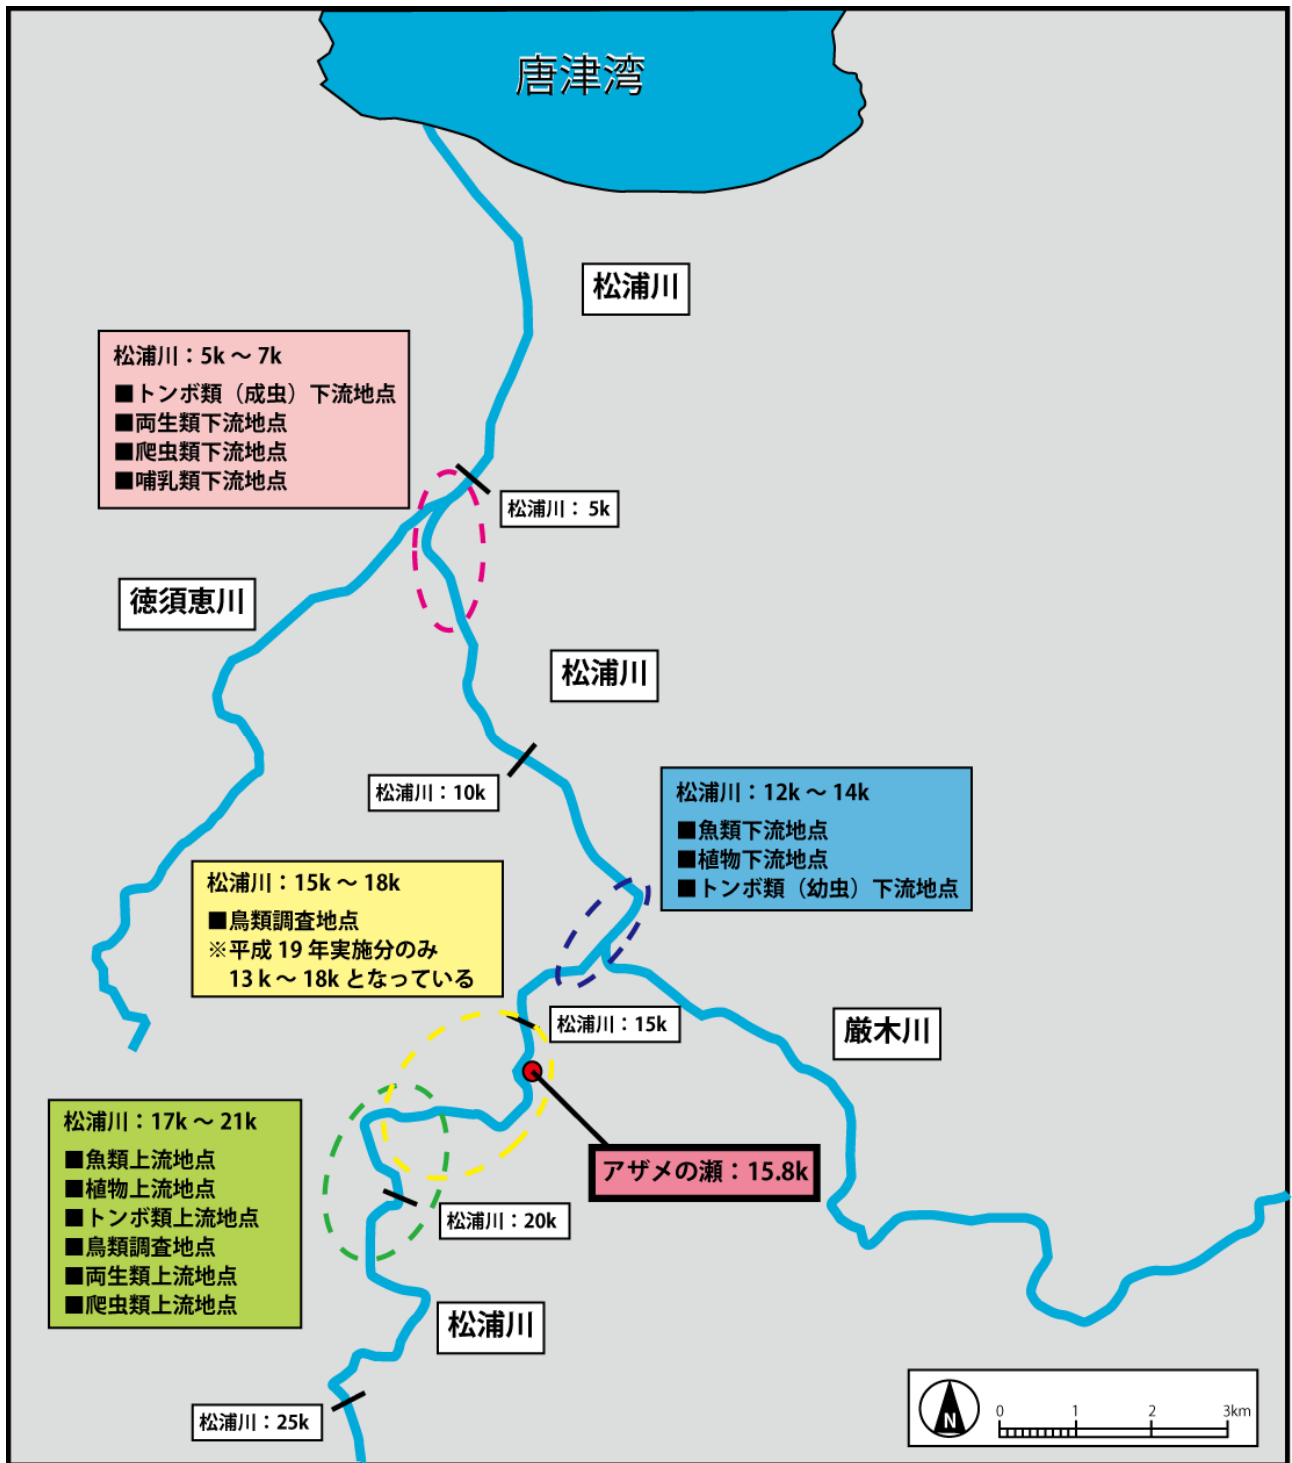 唐津湾
松浦川
松浦川：5k～7k
■トンボ類（成虫）下流地点
■両生類下流地点
■爬虫類下流地点
■哺乳類下流地点
松浦川：5k
徳須恵川
松浦川
松浦川：10k
松浦川：12k～14k
■魚類下流地点
■植物下流地点
■トンボ類（幼虫）下流地点
松浦川：15k～18k
■鳥類調査地点
※平成19年実施分のみ
13k～18kとなっている
松浦川：15k
厳木川
松浦川：17k～21k
■魚類上流地点
■植物上流地点
■トンボ類上流地点
■鳥類調査地点
■両生類上流地点
■爬虫類上流地点
アザメの瀬：15.8k
松浦川：20k
松浦川
松浦川：25k
N
0 1 2 3km